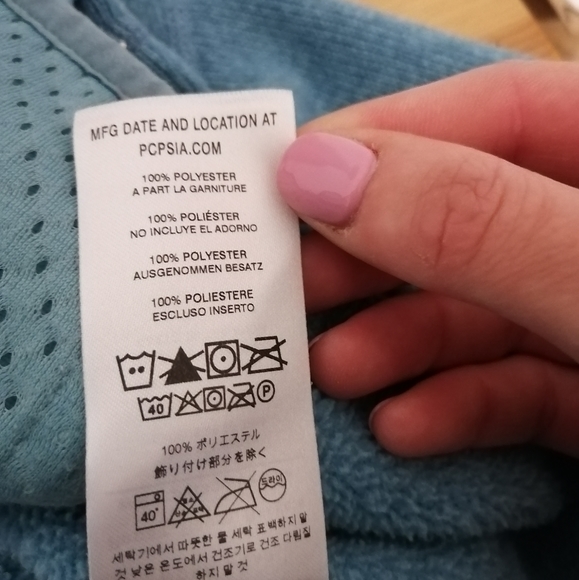 MFG DATE AND LOCATION AT
PCPSIA.COM
100% POLYESTER
A PART LA GARNITURE
100% POLIÉSTER
NO INCLUYE EL ADORNO
100% POLYESTER
AUSGENOMMEN BESATZ
100% POLIESTERE
ESCLUSO INSERTO
40 P
100% ポリエステル
飾り付け部分を除く
40° 드라이
세탁기에서 따뜻한 물 세탁 표백하지 말
것 낮은 온도에서 건조기로 건조 다림질
하지 말 것